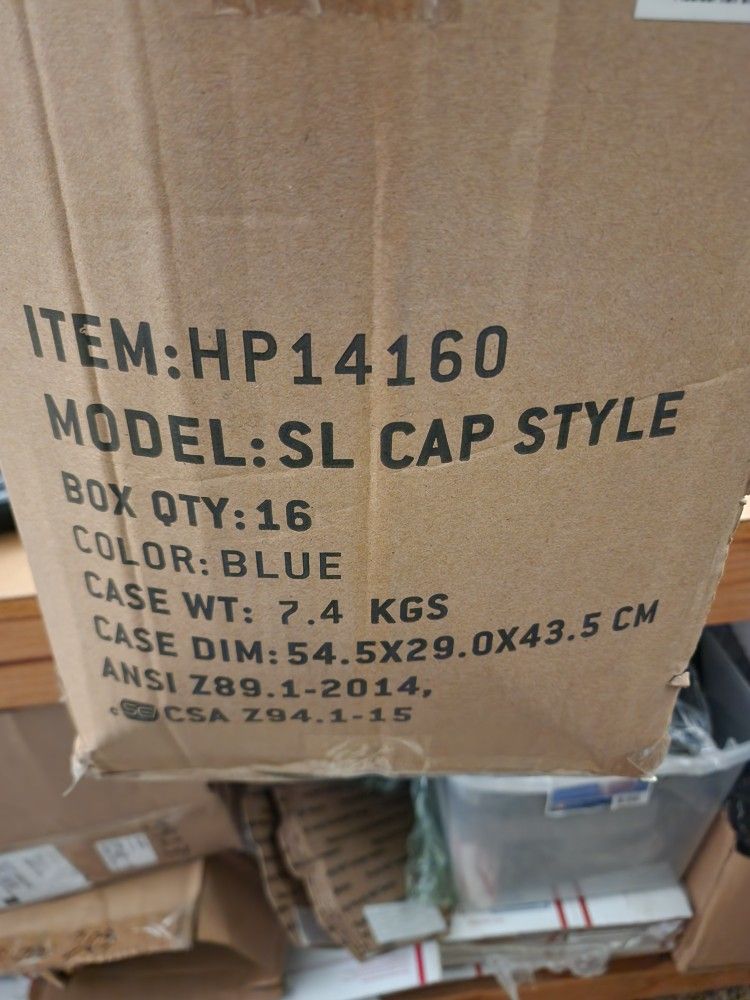 ITEM:HP14160
MODEL:SL CAP STYLE
BOX QTY:16
COLOR:BLUE
CASE WT: 7.4 KGS
CASE DIM:54.5X29.0X43.5 CM
ANSI Z89.1-2014,
CSA Z94.1-15